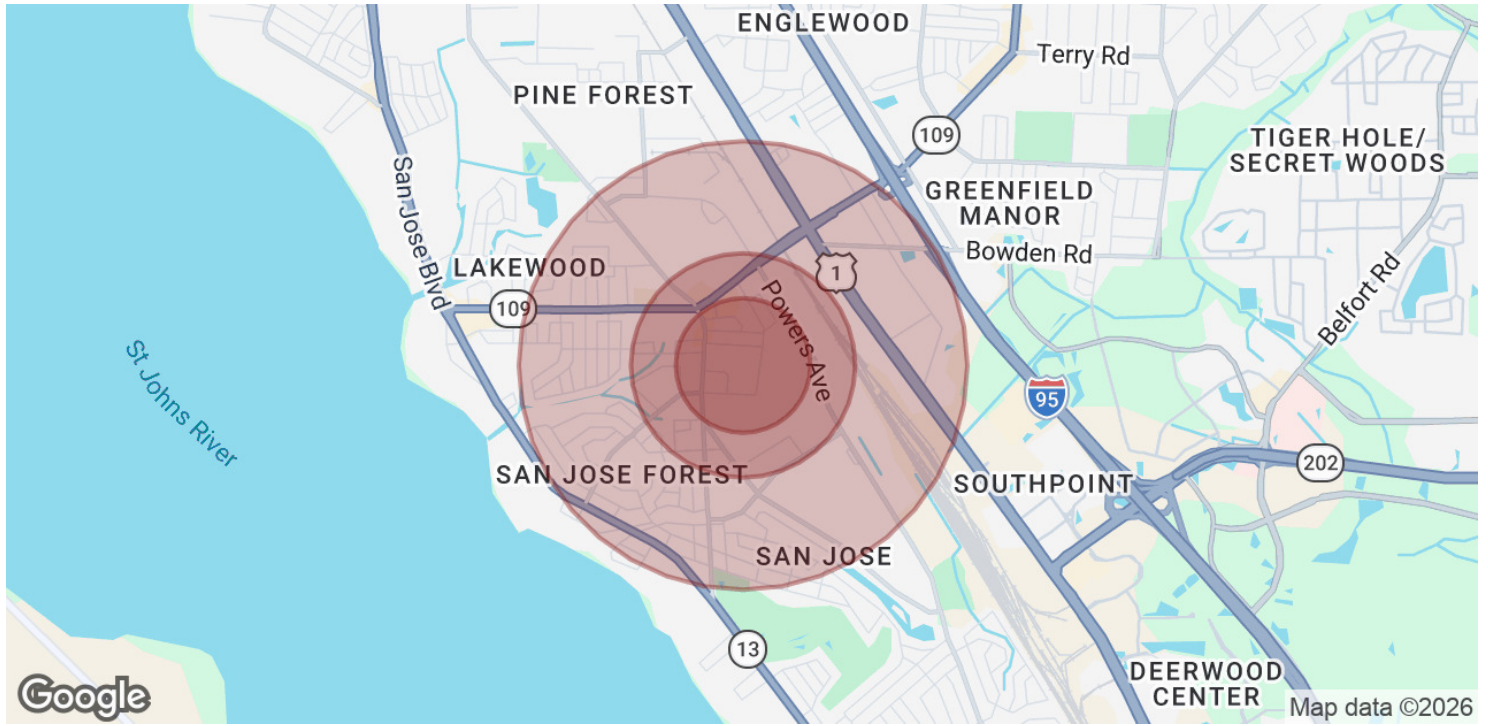 ENGLEWOOD
Terry Rd
PINE FOREST
109
TIGER HOLE/
SECRET WOODS
San Jose Blvd
GREENFIELD
MANOR
Bowden Rd
LAKEWOOD
1
109
Powers Ave
Belfort Rd
St Johns River
95
SAN JOSE FOREST
SOUTHPOINT
202
SAN JOSE
13
DEERWOOD
CENTER
Google
Map data ©2026